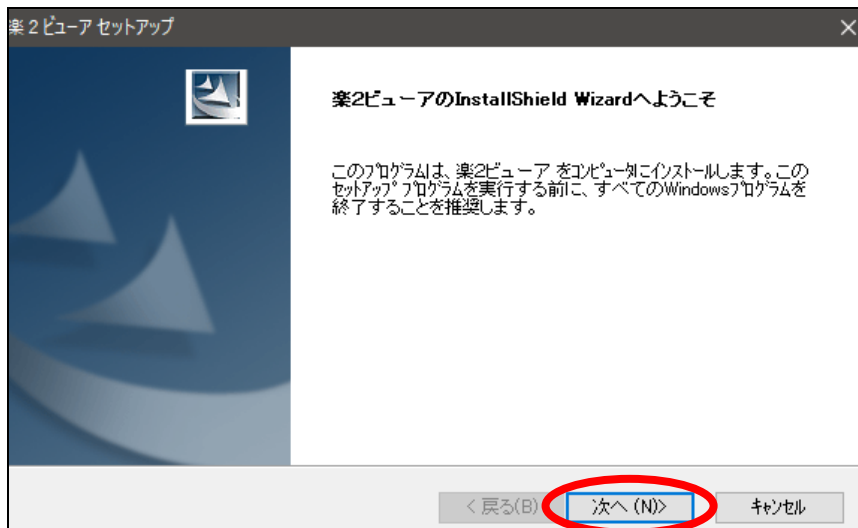 楽2ビューア セットアップ
楽2ビューアのInstallShield Wizardへようこそ
このプログラムは、楽2ビューア をコンピュータにインストールします。この
セットアップ プログラムを実行する前に、すべてのWindowsプログラムを
終了することを推奨します。
< 戻る(B)
次へ (N)>
キャンセル